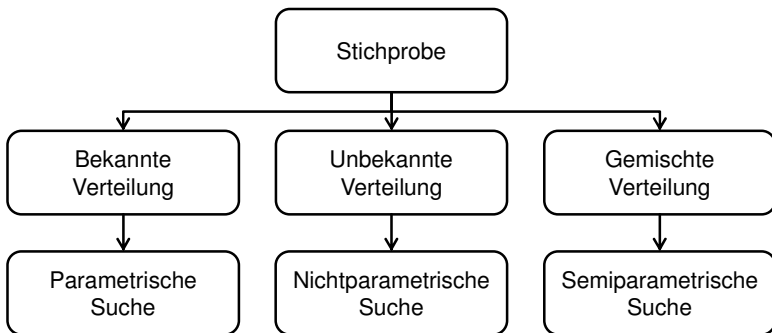 Stichprobe
Bekannte
Verteilung
Unbekannte
Verteilung
Gemischte
Verteilung
Parametrische
Suche
Nichtparametrische
Suche
Semiparametrische
Suche